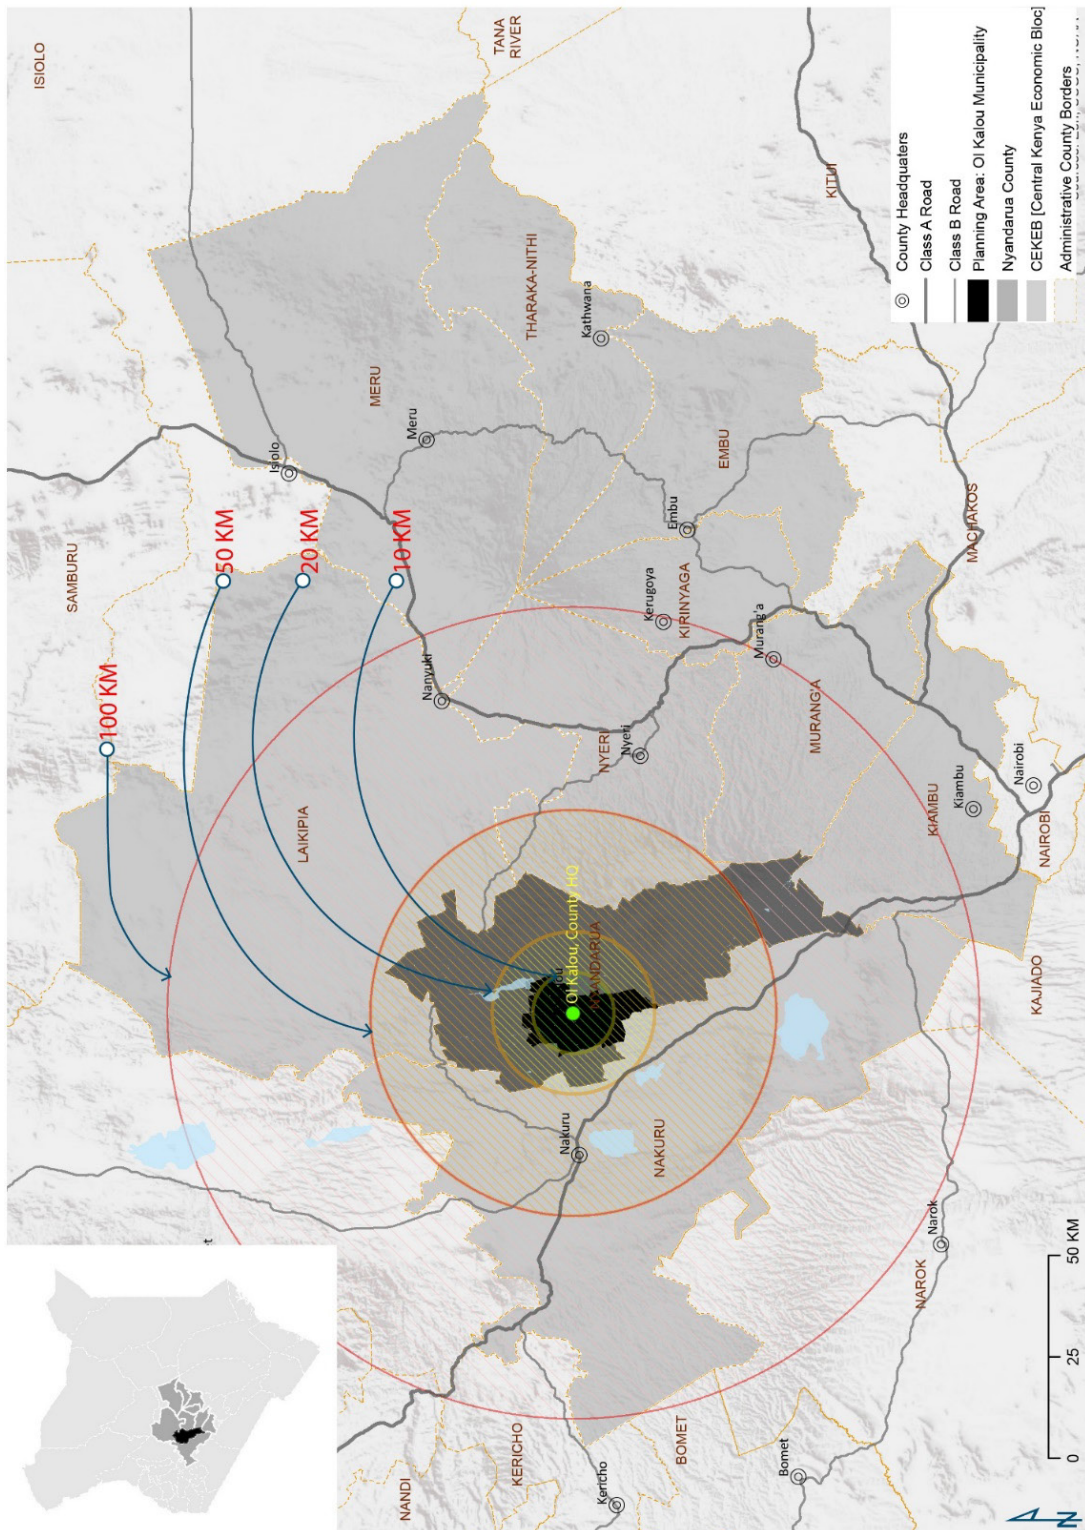 ISIOLO
TANA
RIVER
SAMBURU
100 KM
50 KM
20 KM
10 KM
Isiolo
MERU
Meru
THARAKA-NITHI
Kathwana
LAIKIPIA
Nanyuki
EMBU
Embu
KITUI
Kerugoya
KIRINYAGA
NYERI
Nyeri
Murang'a
MURANG'A
MACHAKOS
Ol Kalou, County HQ
NYANDARUA
KIAMBU
Kiambu
Nairobi
NAIROBI
Nakuru
NAKURU
KAJIADO
Narok
NAROK
NANDI
KERICHO
Kericho
BOMET
Bomet
County Headquaters
Class A Road
Class B Road
Planning Area: Ol Kalou Municipality
Nyandarua County
CEKEB [Central Kenya Economic Bloc]
Administrative County Borders
0 25 50 KM
N